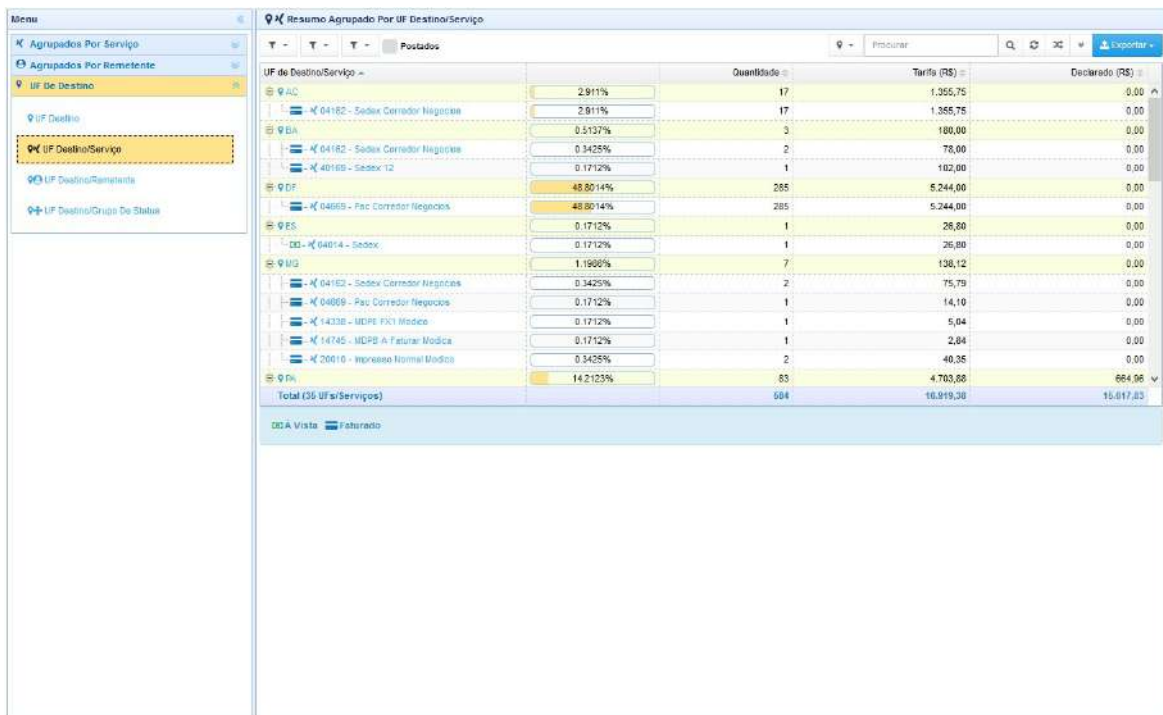 Menu
Agrupados Por Serviço
Agrupados Por Remetente
UF De Destino
UF Destino
UF Destino/Serviço
UF Destino/Remetente
UF Destino/Grupo De Status
Resumo Agrupado Por UF Destino/Serviço
Postados Procurar Exportar
UF de Destino/Serviço Quantidade Tarifa (R$) Declarado (R$)
AC 2.911% 17 1.355,75 0,00
04162 - Sedex Corredor Negocios 2.911% 17 1.355,75 0,00
BA 0.5137% 3 180,00 0,00
04162 - Sedex Corredor Negocios 0.3425% 2 78,00 0,00
40169 - Sedex 12 0.1712% 1 102,00 0,00
DF 48.8014% 285 5.244,00 0,00
04669 - Pac Corredor Negocios 48.8014% 285 5.244,00 0,00
ES 0.1712% 1 26,80 0,00
04014 - Sedex 0.1712% 1 26,80 0,00
MG 1.1986% 7 138,12 0,00
04162 - Sedex Corredor Negocios 0.3425% 2 75,79 0,00
04669 - Pac Corredor Negocios 0.1712% 1 14,10 0,00
14338 - MDPE FX1 Modico 0.1712% 1 5,04 0,00
14745 - MDPB A Faturar Modica 0.1712% 1 2,84 0,00
20010 - Impresso Normal Modico 0.3425% 2 40,35 0,00
PA 14.2123% 83 4.703,88 664,96
Total (35 UFs/Serviços) 584 16.919,38 15.017,83
À Vista Faturado